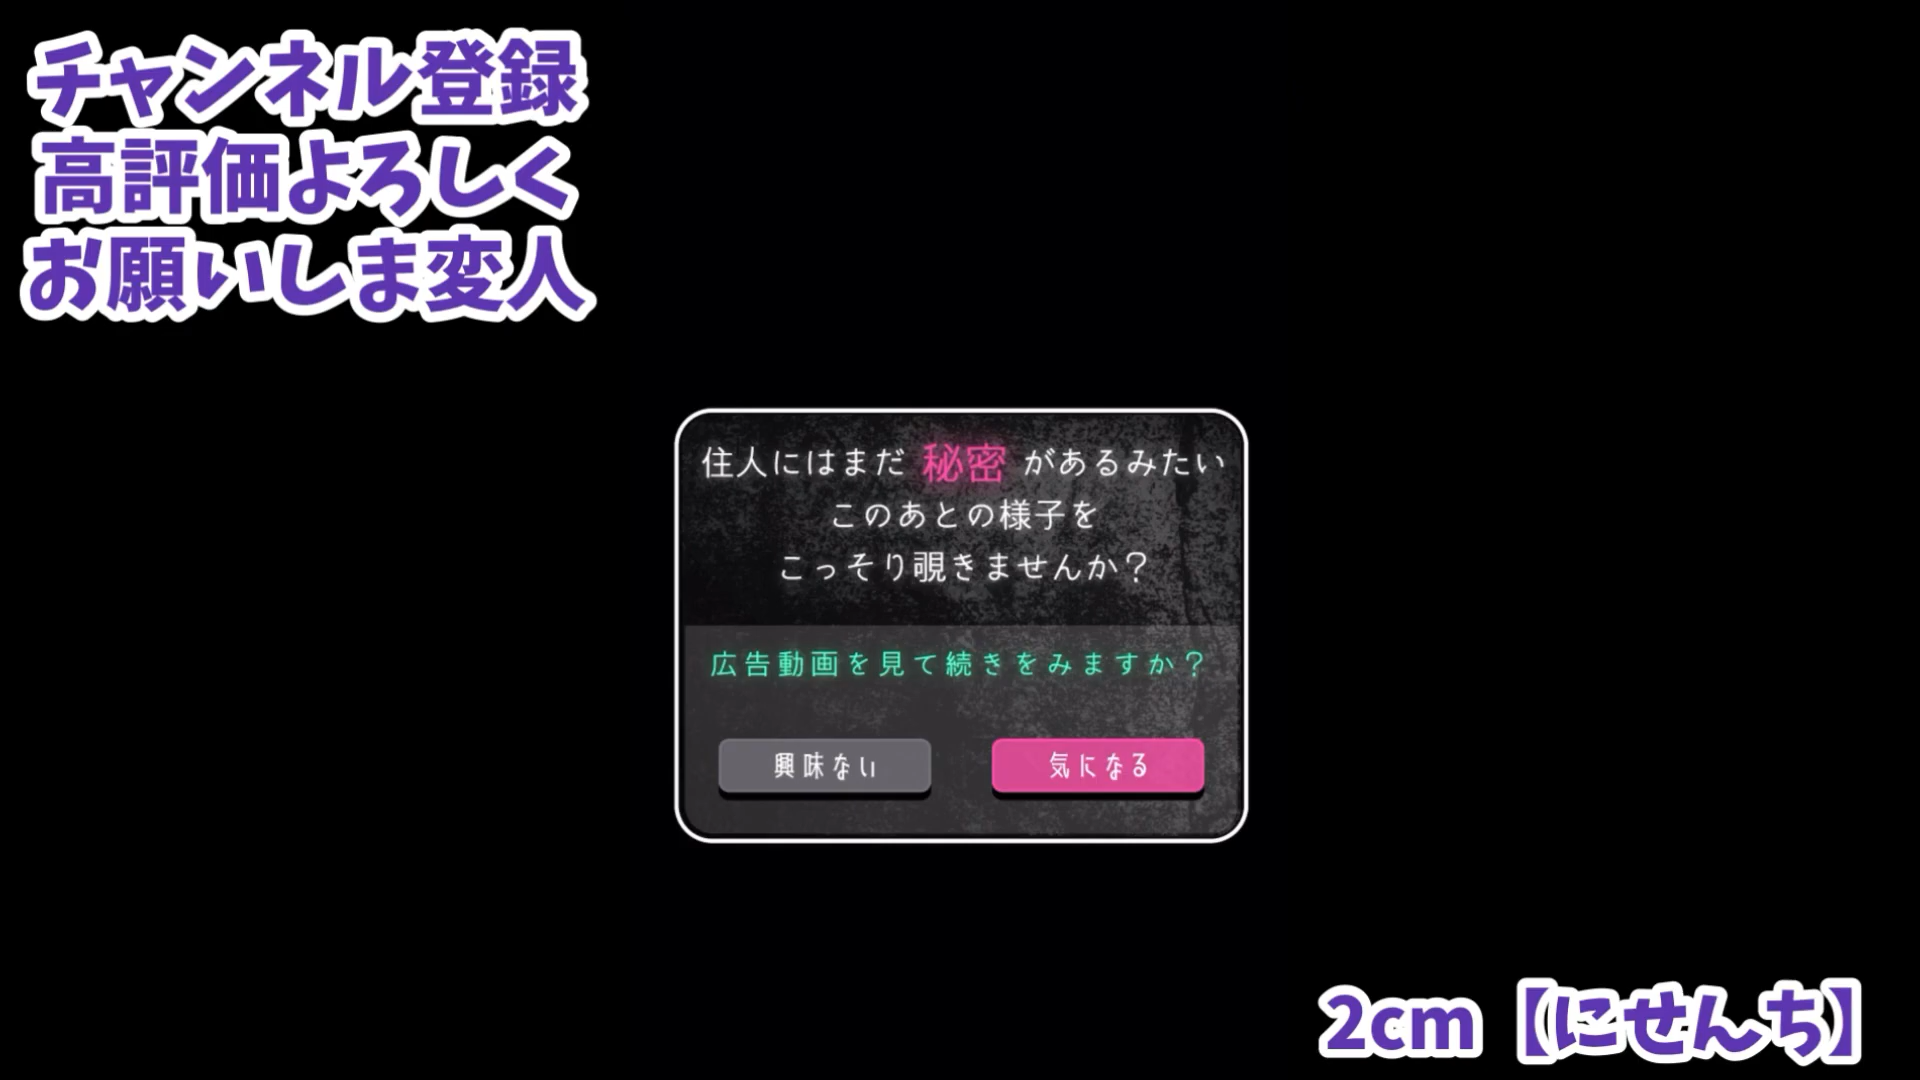 チャンネル登録
高評価よろしく
お願いしま変人
住人にはまだ 秘密 があるみたい
このあとの様子を
こっそり覗きませんか？
広告動画を見て続きをみますか？
興味ない
気になる
2cm【にせんち】